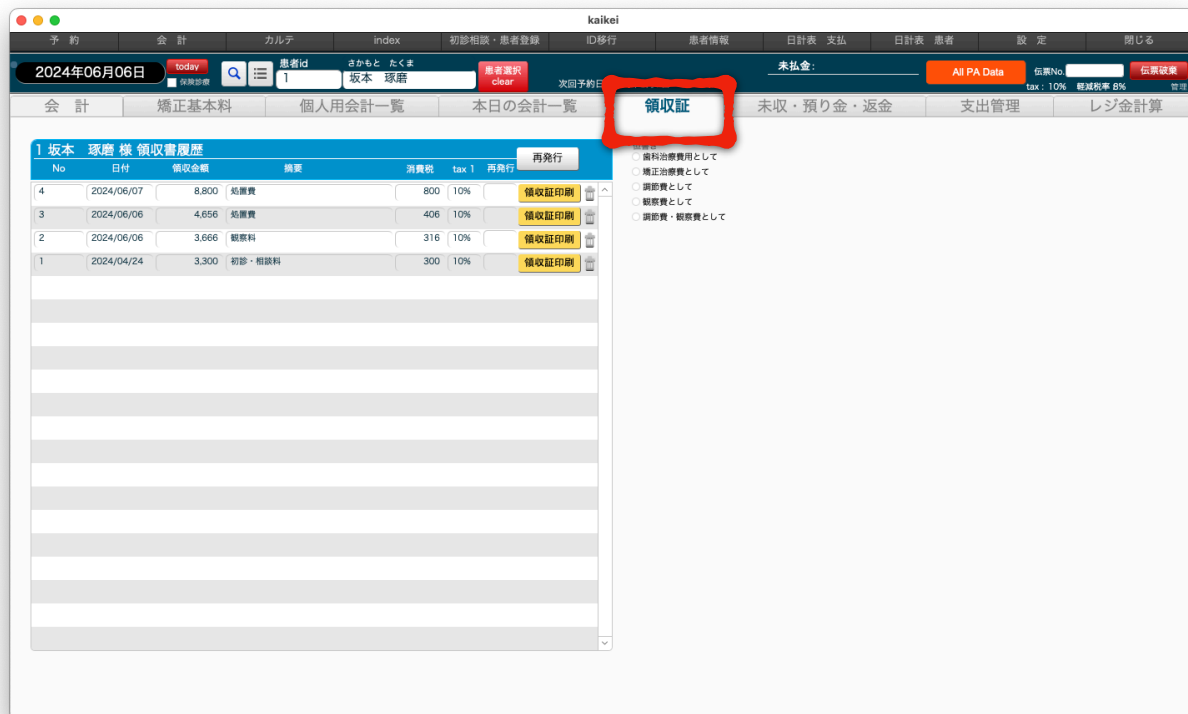 kaikei
予 約 会 計 カルテ index 初診相談・患者登録 ID移行 患者情報 日計表 支払 日計表 患者 設 定 閉じる
2024年06月06日 today 保険診療 患者id 1 さかもと たくま 坂本 琢磨 患者選択 clear 次回予約日 未払金: All PA Data 伝票No. 伝票破棄
tax : 10% 軽減税率 8% 管理
会 計 矯正基本料 個人用会計一覧 本日の会計一覧 領収証 未収・預り金・返金 支出管理 レジ金計算
1 坂本 琢磨 様 領収書履歴 再発行
No 日付 領収金額 摘要 消費税 tax 1 再発行
4 2024/06/07 8,800 処置費 800 10% 領収証印刷
3 2024/06/06 4,656 処置費 406 10% 領収証印刷
2 2024/06/06 3,666 観察料 316 10% 領収証印刷
1 2024/04/24 3,300 初診・相談料 300 10% 領収証印刷
歯科治療費用として
矯正治療費として
調節費として
観察費として
調節費・観察費として